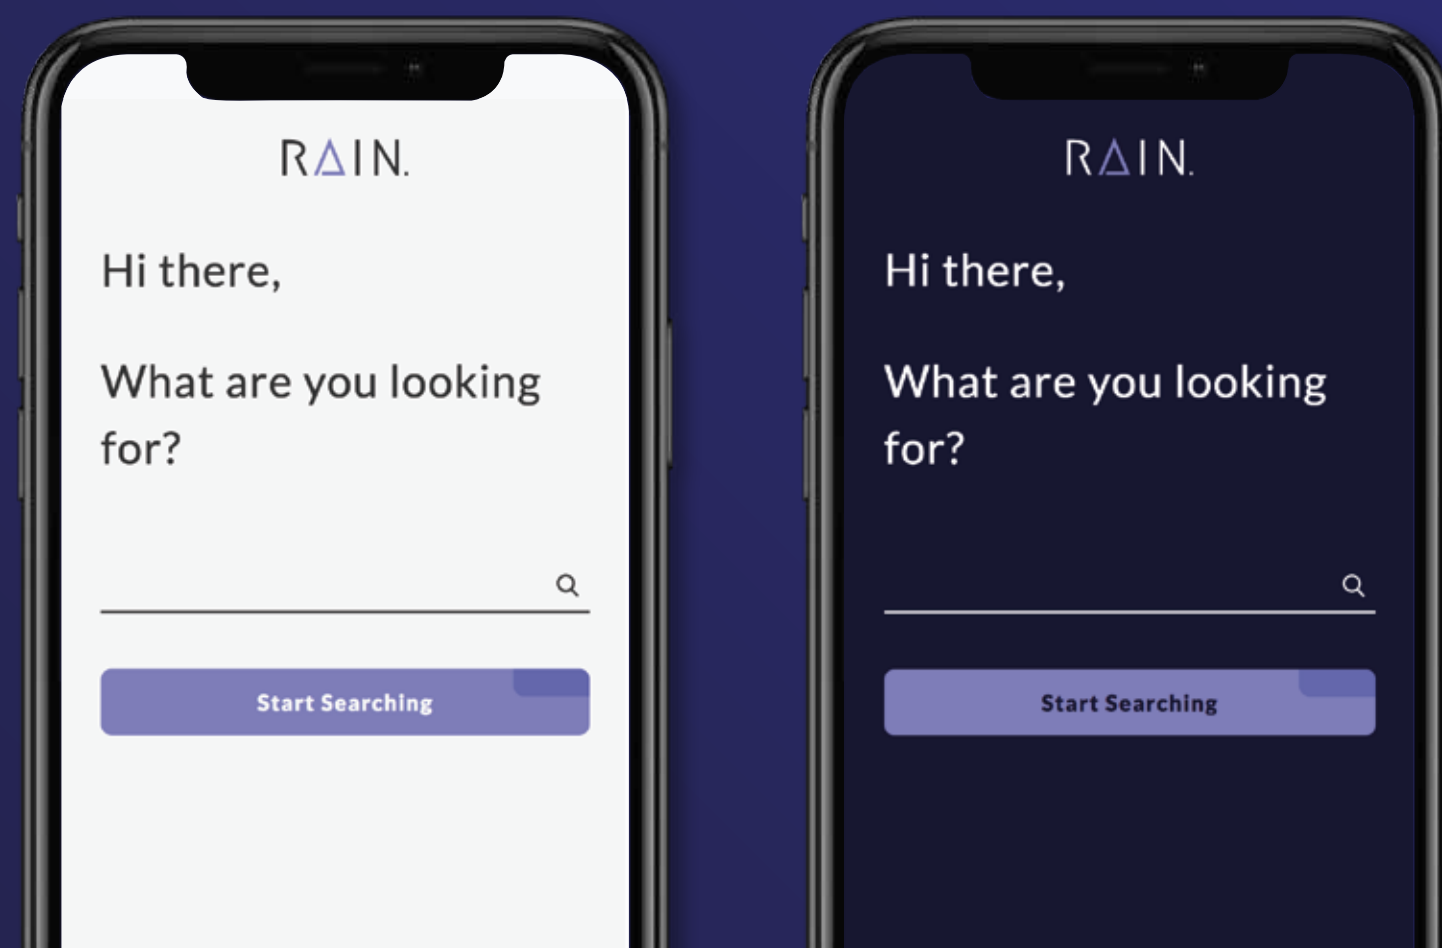 RAIN.
Hi there,
What are you looking
for?
Start Searching
RAIN.
Hi there,
What are you looking
for?
Start Searching